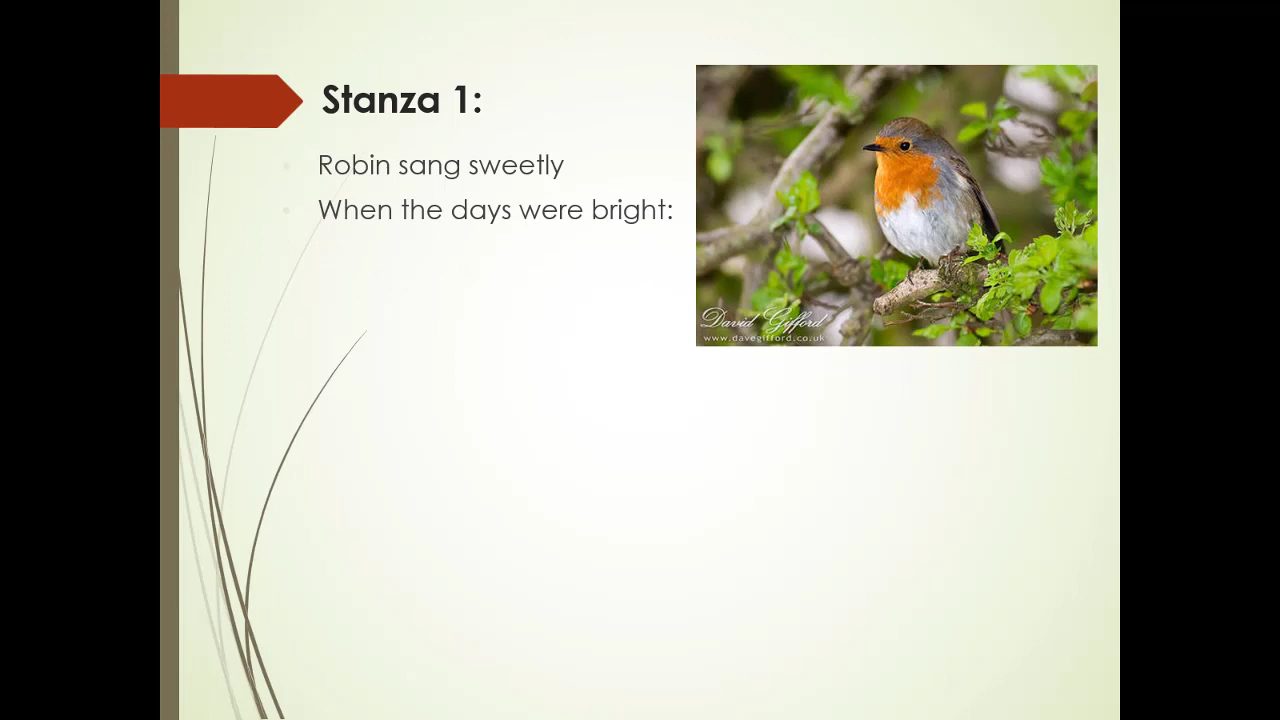 Stanza 1:
Robin sang sweetly
When the days were bright:
David Gifford
www.davegifford.co.uk